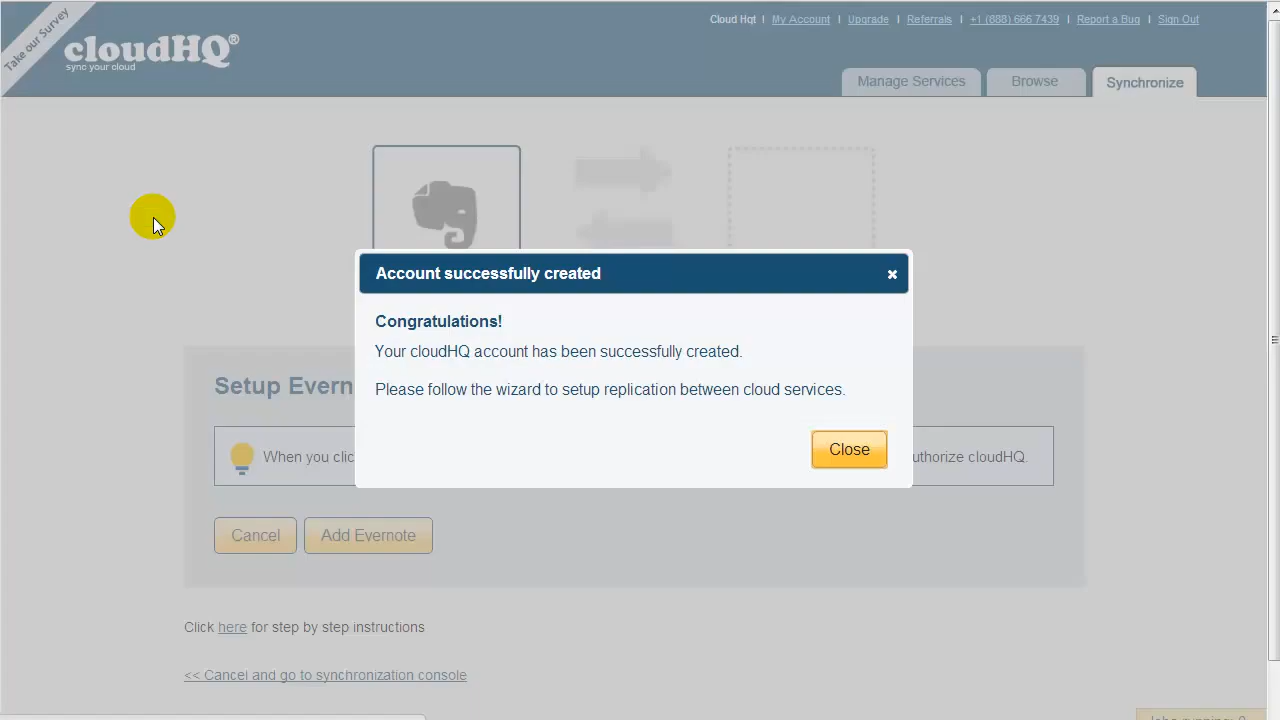 Take our Survey
cloudHQ®
sync your cloud
Cloud Hqt | My Account | Upgrade | Referrals | +1 (888) 666 7439 | Report a Bug | Sign Out
Manage Services
Browse
Synchronize
Account successfully created
Congratulations!
Your cloudHQ account has been successfully created.
Please follow the wizard to setup replication between cloud services.
Close
Setup Evern
When you clic
uthorize cloudHQ.
Cancel
Add Evernote
Click here for step by step instructions
<< Cancel and go to synchronization console